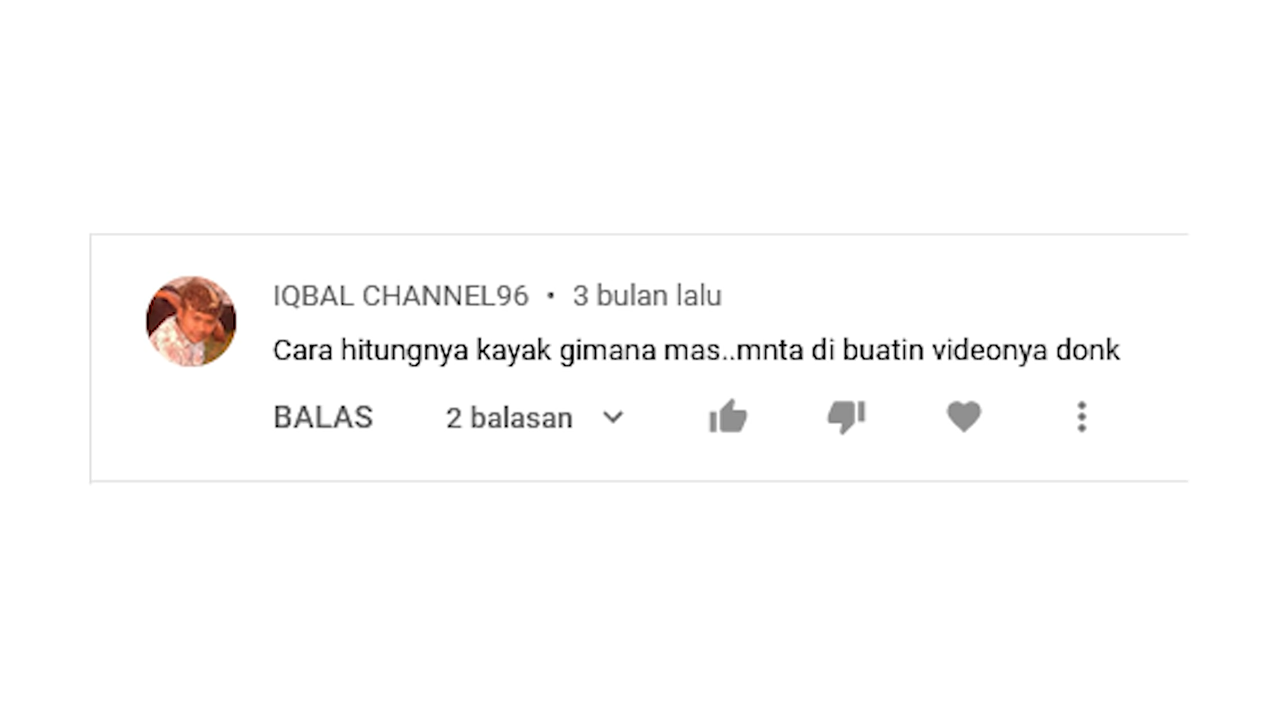 IQBAL CHANNEL96 • 3 bulan lalu
Cara hitungnya kayak gimana mas..mnta di buatin videonya donk
BALAS 2 balasan